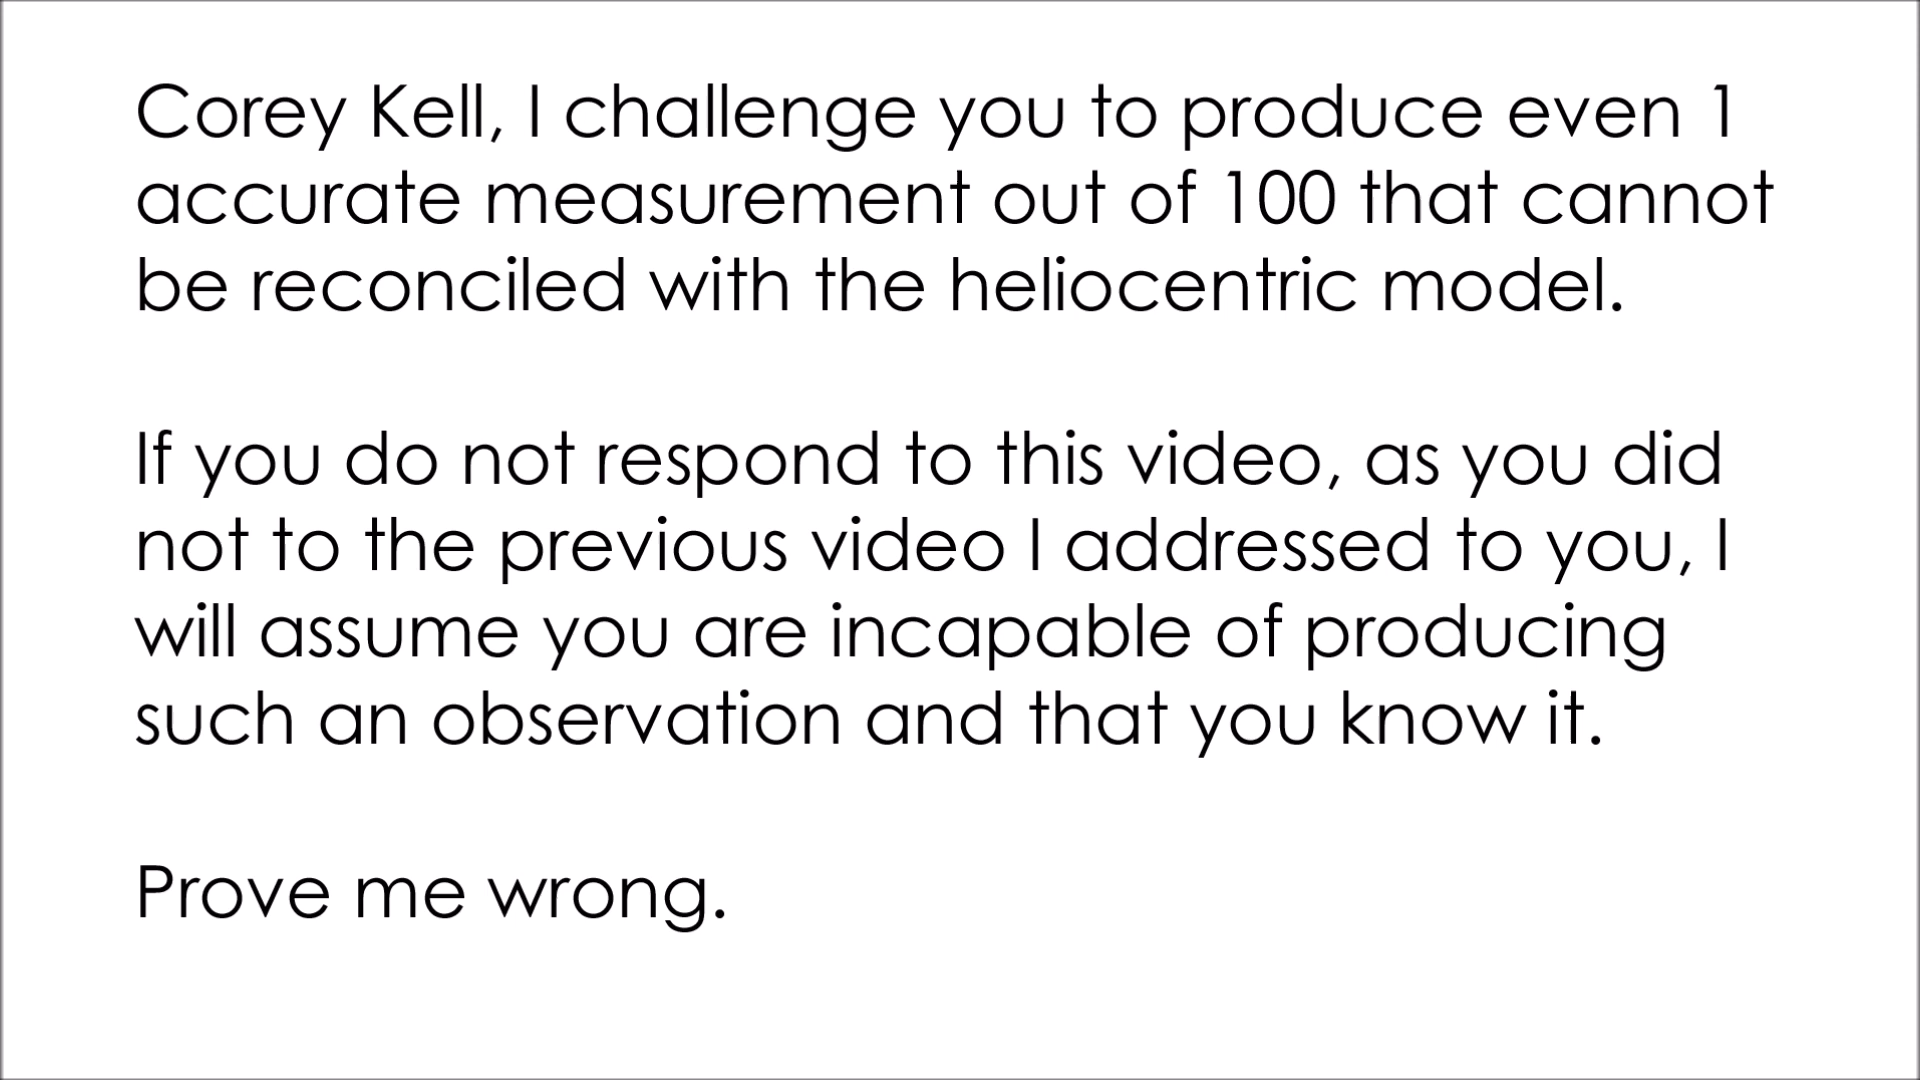 Corey Kell, I challenge you to produce even 1
accurate measurement out of 100 that cannot
be reconciled with the heliocentric model.
If you do not respond to this video, as you did
not to the previous video I addressed to you, I
will assume you are incapable of producing
such an observation and that you know it.
Prove me wrong.